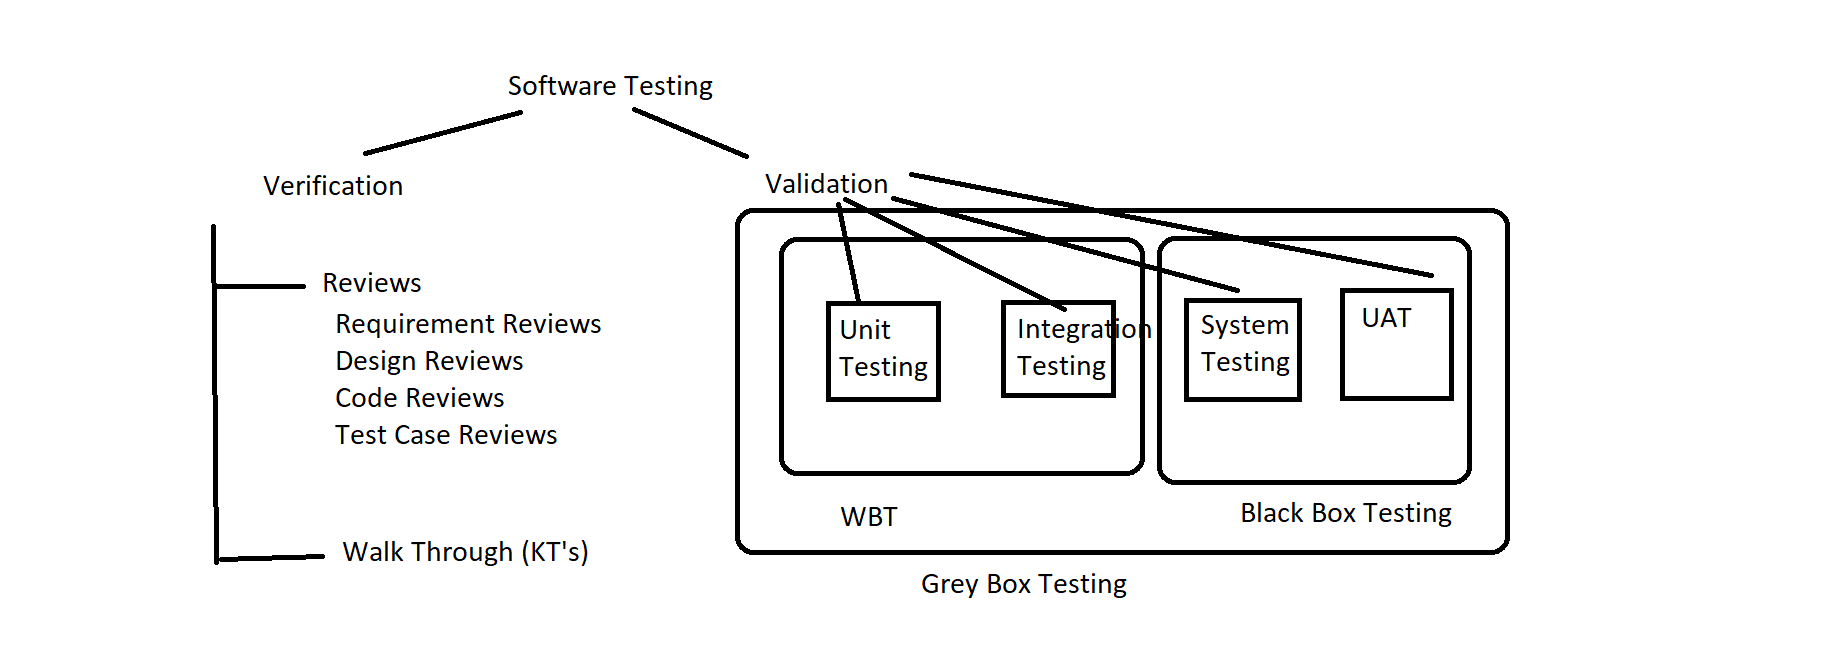 Software Testing
Verification
Validation
Reviews
Requirement Reviews
Design Reviews
Code Reviews
Test Case Reviews
Walk Through (KT's)
Unit
Testing
Integration
Testing
System
Testing
UAT
WBT
Black Box Testing
Grey Box Testing